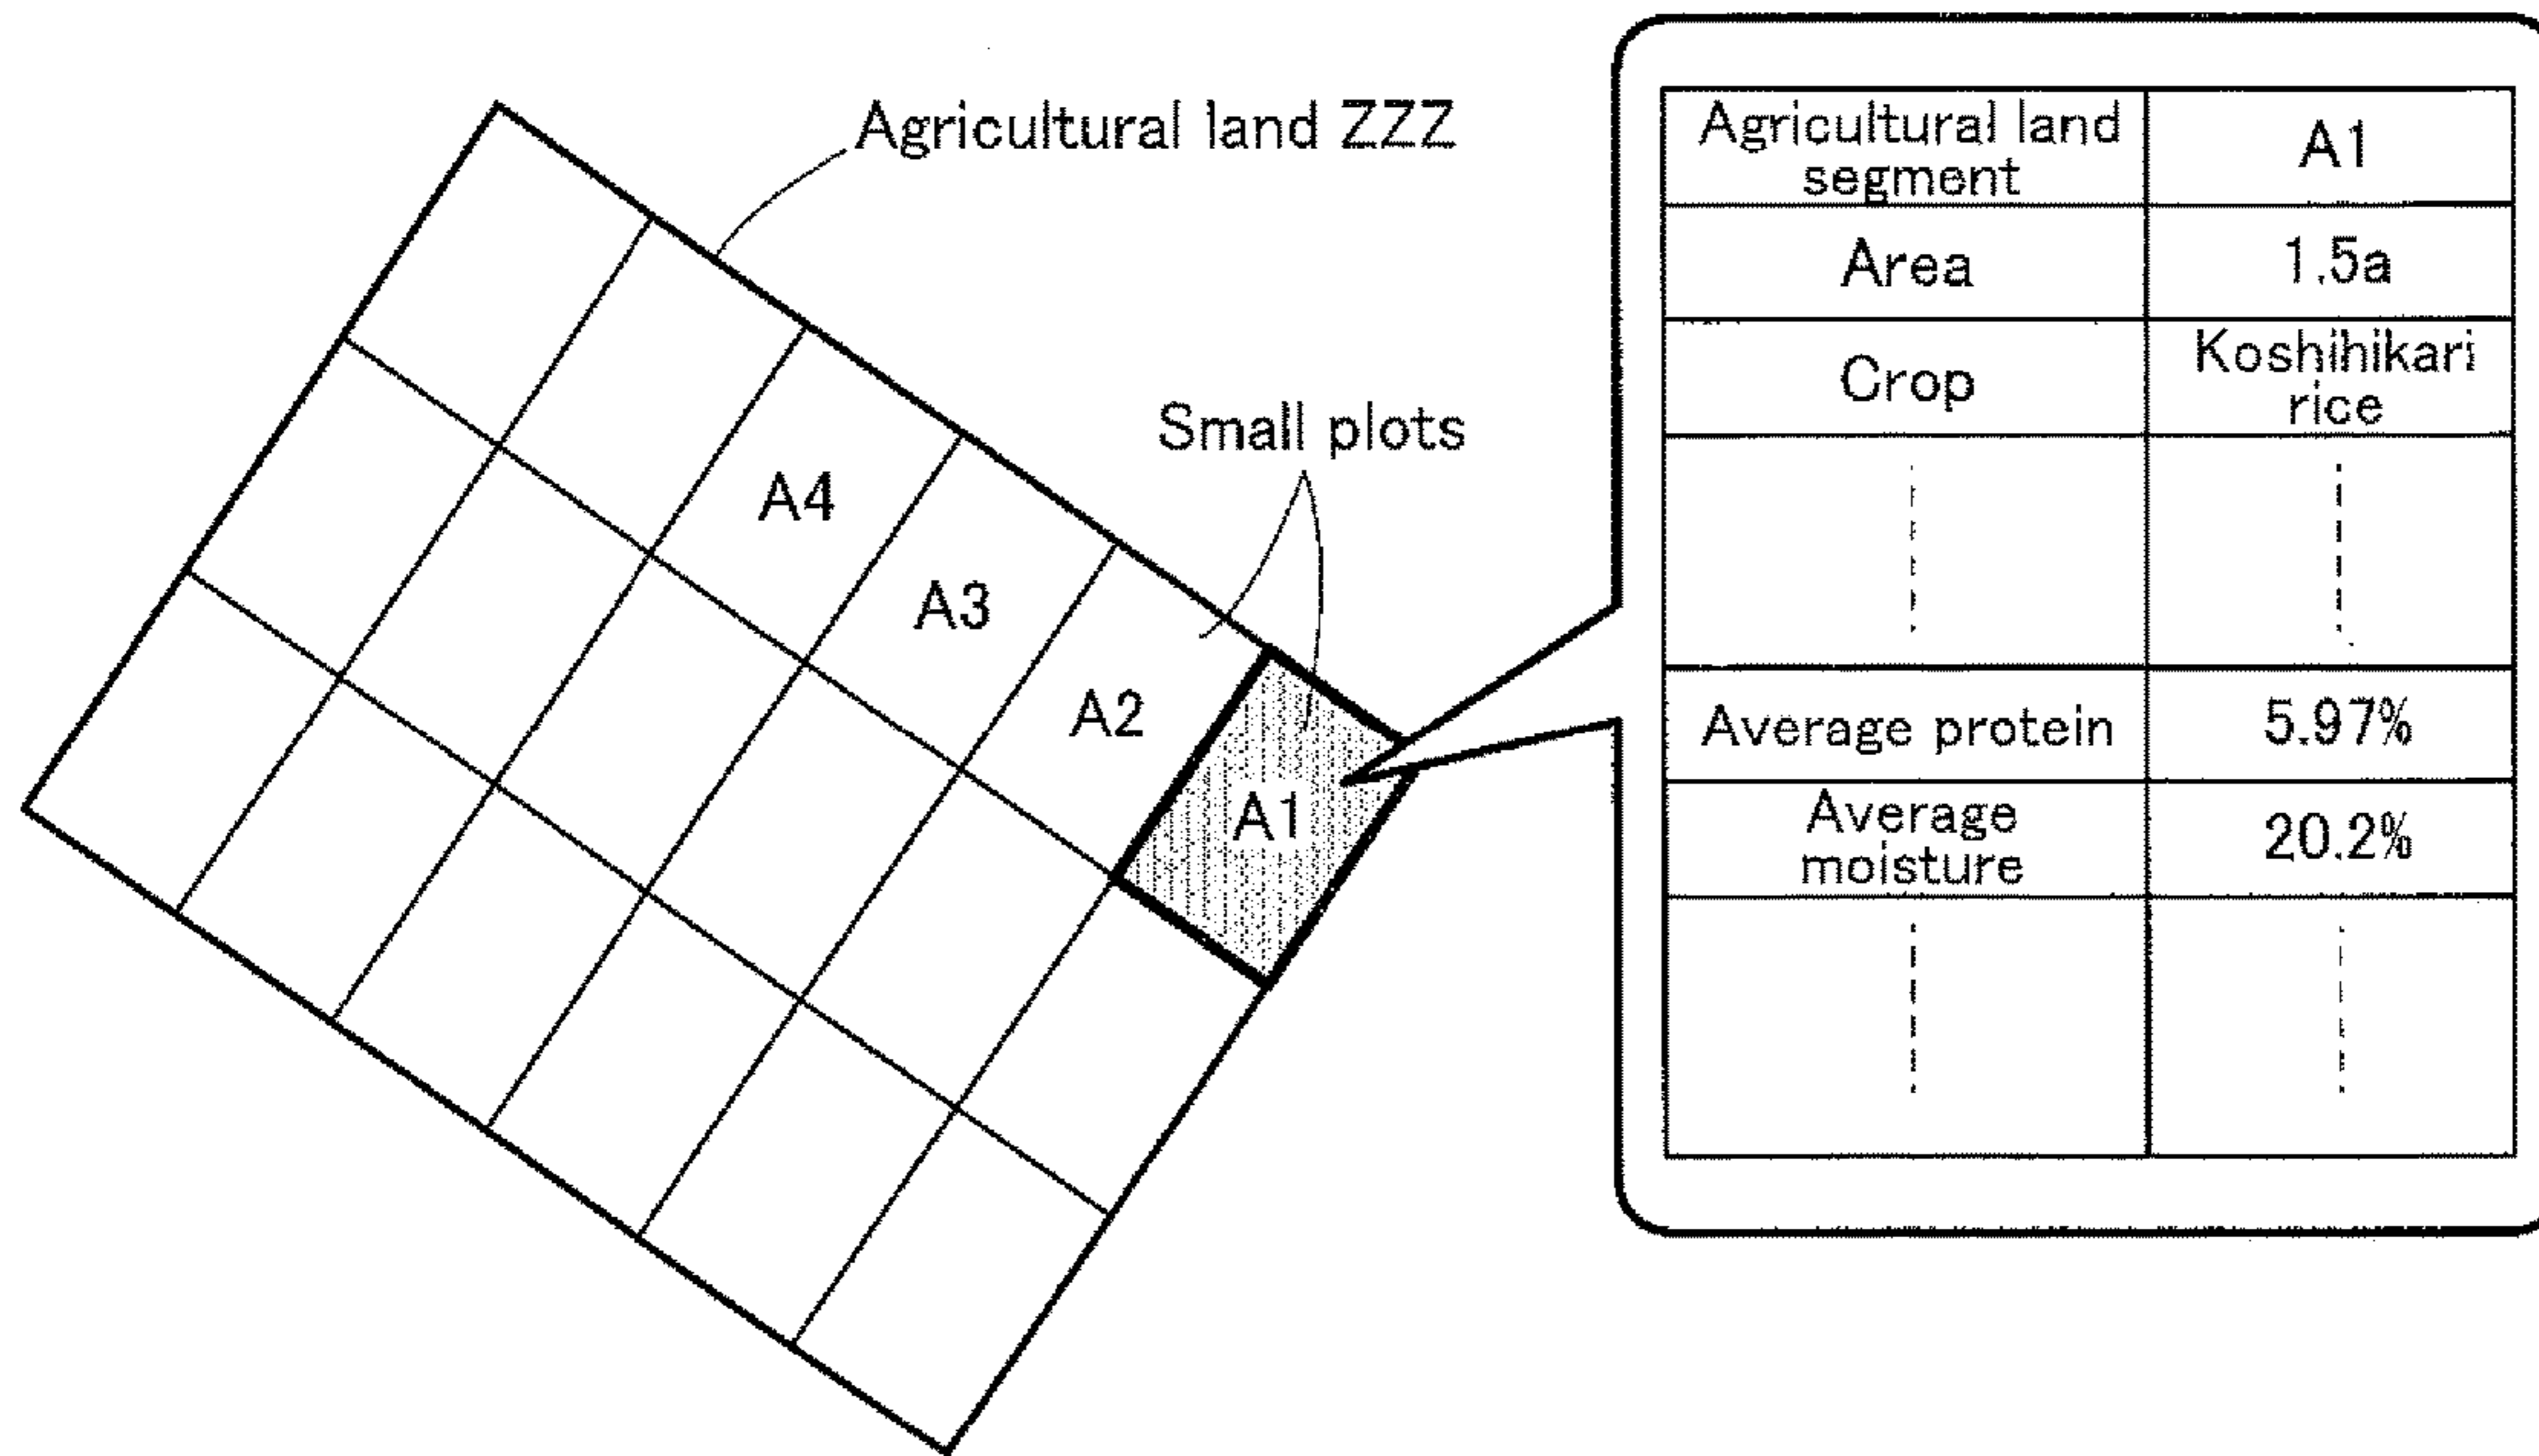 Agricultural land ZZZ
Small plots
A4
A3
A2
A1
Agricultural land
segment
A1
Area
1.5a
Crop
Koshihikari
rice
Average protein
5.97%
Average
moisture
20.2%